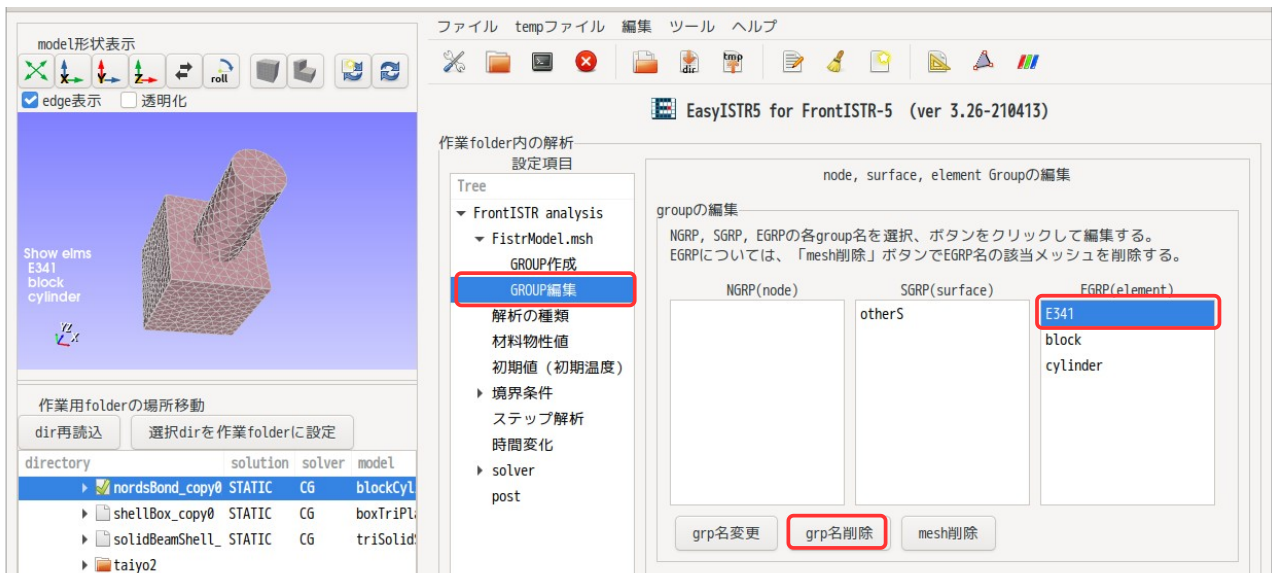 model形状表示
roll
edge表示 透明化
Show elms
E341
block
cylinder
作業用folderの場所移動
dir再読込 選択dirを作業folderに設定
directory solution solver model
nordsBond_copy0 STATIC CG blockCyl
shellBox_copy0 STATIC CG boxTriPl
solidBeamShell_ STATIC CG triSolid
taiyo2
ファイル tempファイル 編集 ツール ヘルプ
dir tmp
EasyISTR5 for FrontISTR-5 (ver 3.26-210413)
作業folder内の解析
設定項目
Tree
FrontISTR analysis
FistrModel.msh
GROUP作成
GROUP編集
解析の種類
材料物性値
初期値（初期温度）
境界条件
ステップ解析
時間変化
solver
post
node, surface, element Groupの編集
groupの編集
NGRP, SGRP, EGRPの各group名を選択、ボタンをクリックして編集する。
EGRPについては、「mesh削除」ボタンでEGRP名の該当メッシュを削除する。
NGRP(node) SGRP(surface) EGRP(element)
otherS E341
block
cylinder
grp名変更 grp名削除 mesh削除